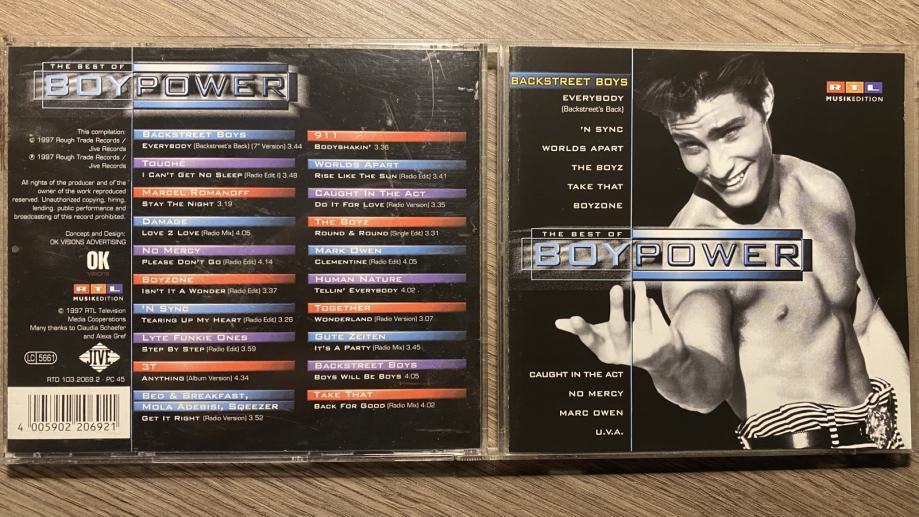 THE BEST OF
BOYPOWER
This compilation:
© 1997 Rough Trade Records /
Jive Records
℗ 1997 Rough Trade Records /
Jive Records
All rights of the producer and of the
owner of the work reproduced
reserved. Unauthorized copying, hiring,
lending, public performance and
broadcasting of this record prohibited.
Concept and Design:
OK VISIONS ADVERTISING
OK
visions
RTL
MUSIKEDITION
© 1997 RTL Television
Media Cooperations
Many thanks to Claudia Schaefer
and Alexa Gref
LC 5661
JIVE
RTD 103.2069.2 · PC 45
4 005902 206921
BACKSTREET BOYS
EVERYBODY (Backstreet's Back) (7" Version) 3.44
TOUCHÉ
I CAN'T GET NO SLEEP (Radio Edit I) 3.48
MARCEL ROMANOFF
STAY THE NIGHT 3.19
DAMAGE
LOVE 2 LOVE (Radio Mix) 4.05
NO MERCY
PLEASE DON'T GO (Radio Edit) 4.14
BOYZONE
ISN'T IT A WONDER (Radio Edit) 3.37
'N SYNC
TEARING UP MY HEART (Radio Edit) 3.26
LYTE FUNKIE ONES
STEP BY STEP (Radio Edit) 3.59
3T
ANYTHING (Album Version) 4.34
BED & BREAKFAST,
MOLA ADEBISI, SQEEZER
GET IT RIGHT (Radio Version) 3.52
911
BODYSHAKIN' 3.36
WORLDS APART
RISE LIKE THE SUN (Radio Edit) 3.41
CAUGHT IN THE ACT
DO IT FOR LOVE (Radio Version) 3.35
THE BOYZ
ROUND & ROUND (Single Edit) 3.31
MARK OWEN
CLEMENTINE (Radio Edit) 4.05
HUMAN NATURE
TELLIN' EVERYBODY 4.02
TOGETHER
WONDERLAND (Radio Version) 3.07
GUTE ZEITEN
IT'S A PARTY (Radio Mix) 3.45
BACKSTREET BOYS
BOYS WILL BE BOYS 4.05
TAKE THAT
BACK FOR GOOD (Radio Mix) 4.02
BACKSTREET BOYS
EVERYBODY
(Backstreet's Back)
'N SYNC
WORLDS APART
THE BOYZ
TAKE THAT
BOYZONE
RTL
MUSIKEDITION
THE BEST OF
BOYPOWER
CAUGHT IN THE ACT
NO MERCY
MARC OWEN
U.V.A.